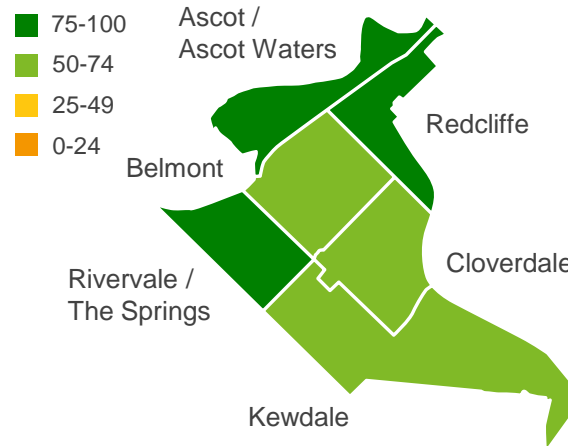 75-100
50-74
25-49
0-24
Ascot /
Ascot Waters
Redcliffe
Belmont
Cloverdale
Rivervale /
The Springs
Kewdale